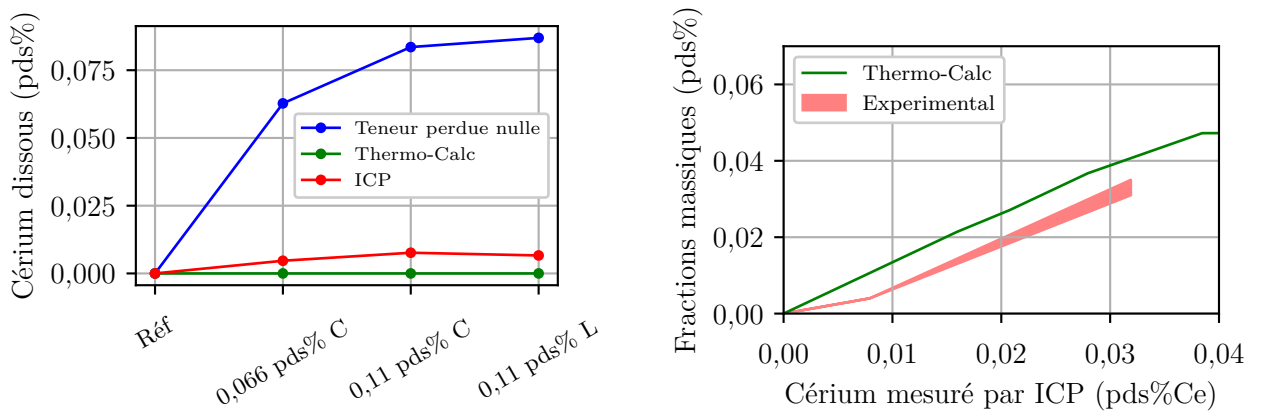 Cérium dissous (pds%)
0,075
0,050
0,025
0,000
Teneur perdue nulle
Thermo-Calc
ICP
Réf
0,066 pds% C
0,11 pds% C
0,11 pds% L
Fractions massiques (pds%)
0,06
0,04
0,02
0,00
Thermo-Calc
Experimental
0,00
0,01
0,02
0,03
0,04
Cérium mesuré par ICP (pds%Ce)